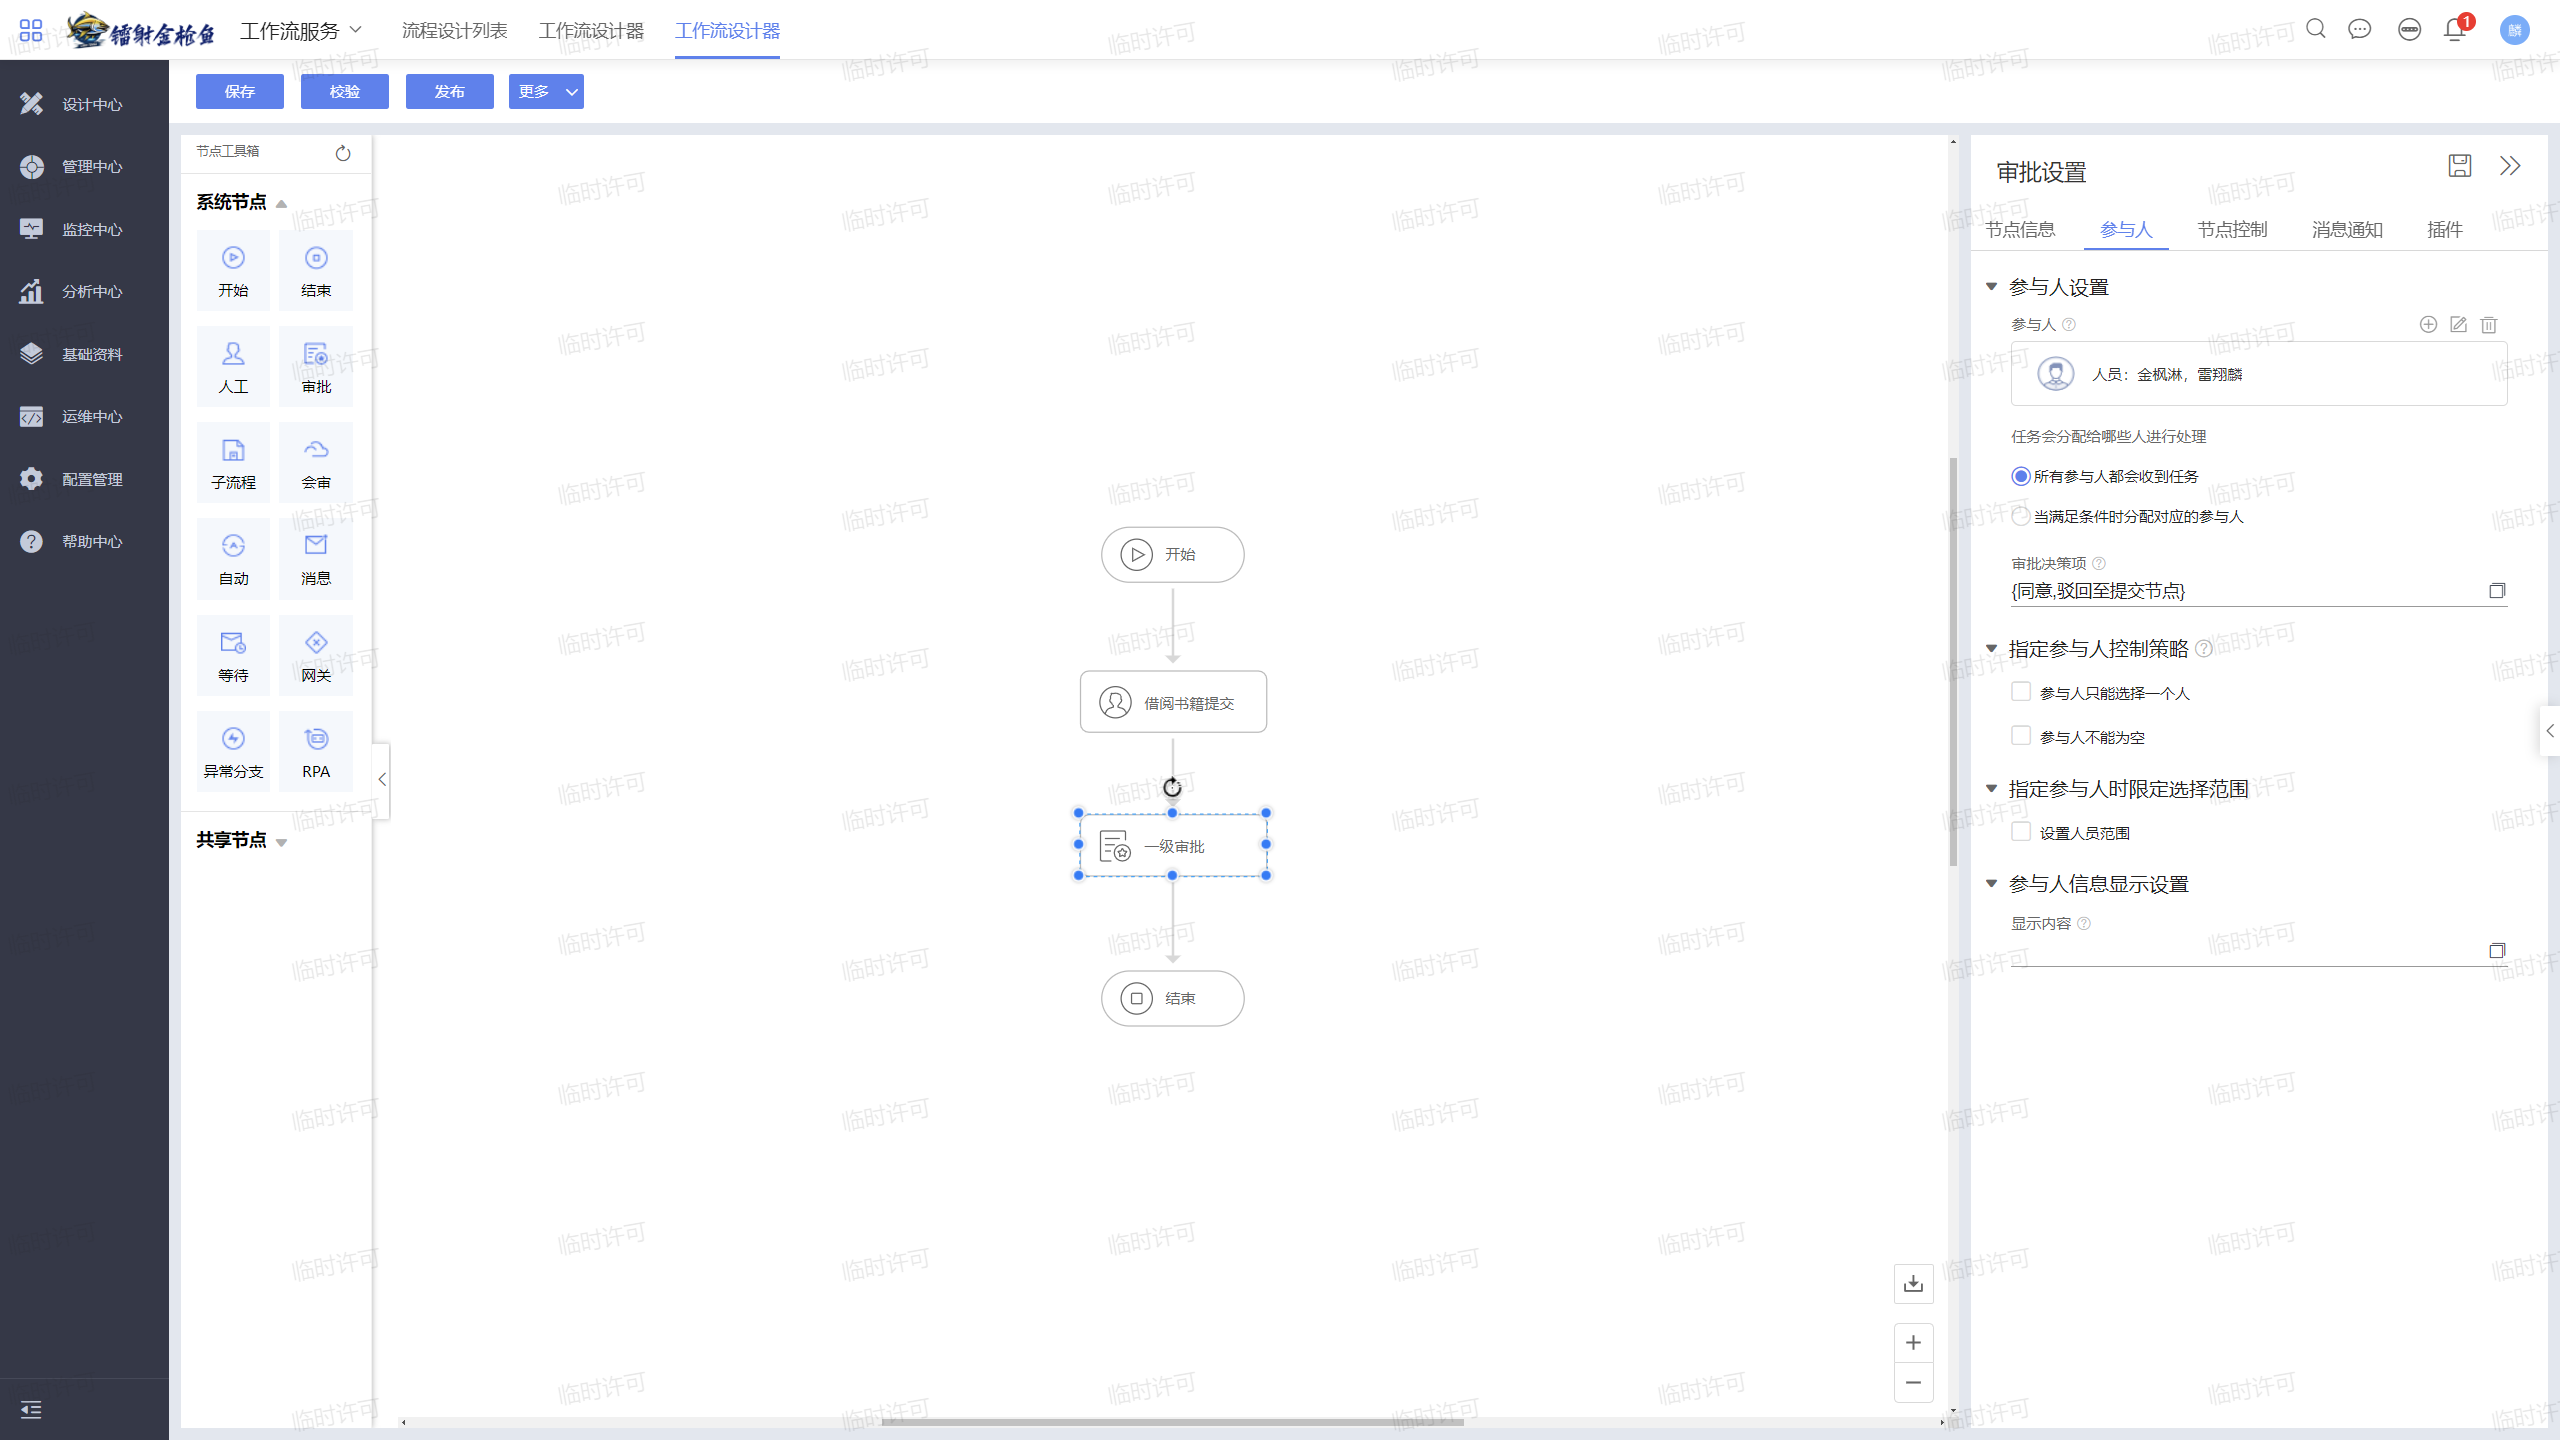 镭射金枪鱼
工作流服务
流程设计列表
工作流设计器
工作流设计器
1
麟
设计中心
管理中心
监控中心
分析中心
基础资料
运维中心
配置管理
帮助中心
保存
校验
发布
更多
节点工具箱
系统节点
开始
结束
人工
审批
子流程
会审
自动
消息
等待
网关
异常分支
RPA
共享节点
开始
借阅书籍提交
一级审批
结束
审批设置
节点信息
参与人
节点控制
消息通知
插件
参与人设置
参与人
人员：金枫淋，雷翔麟
任务会分配给哪些人进行处理
所有参与人都会收到任务
当满足条件时分配对应的参与人
审批决策项
{同意,驳回至提交节点}
指定参与人控制策略
参与人只能选择一个人
参与人不能为空
指定参与人时限定选择范围
设置人员范围
参与人信息显示设置
显示内容
临时许可